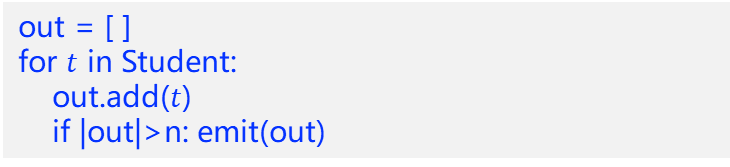 out = [ ]
for t in Student:
out.add(t)
if |out|>n: emit(out)